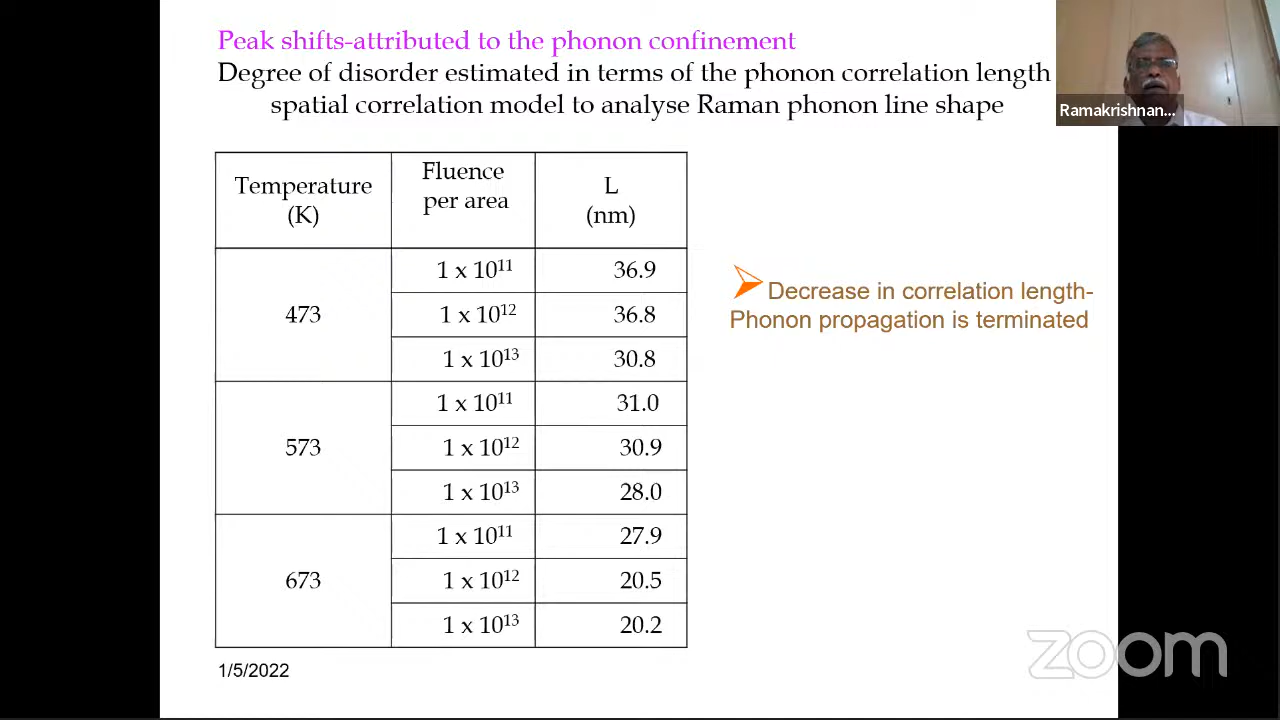 Peak shifts-attributed to the phonon confinement
Degree of disorder estimated in terms of the phonon correlation length
spatial correlation model to analyse Raman phonon line shape
Ramakrishnan...
Temperature (K) Fluence per area L (nm)
473 1 x 10¹¹ 36.9
1 x 10¹² 36.8
1 x 10¹³ 30.8
573 1 x 10¹¹ 31.0
1 x 10¹² 30.9
1 x 10¹³ 28.0
673 1 x 10¹¹ 27.9
1 x 10¹² 20.5
1 x 10¹³ 20.2
Decrease in correlation length-
Phonon propagation is terminated
1/5/2022
zoom